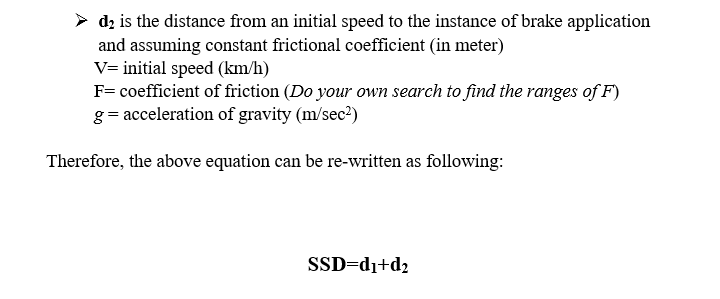 ➢ d₂ is the distance from an initial speed to the instance of brake application
and assuming constant frictional coefficient (in meter)
V= initial speed (km/h)
F= coefficient of friction (Do your own search to find the ranges of F)
g = acceleration of gravity (m/sec²)
Therefore, the above equation can be re-written as following:
SSD=d₁+d₂